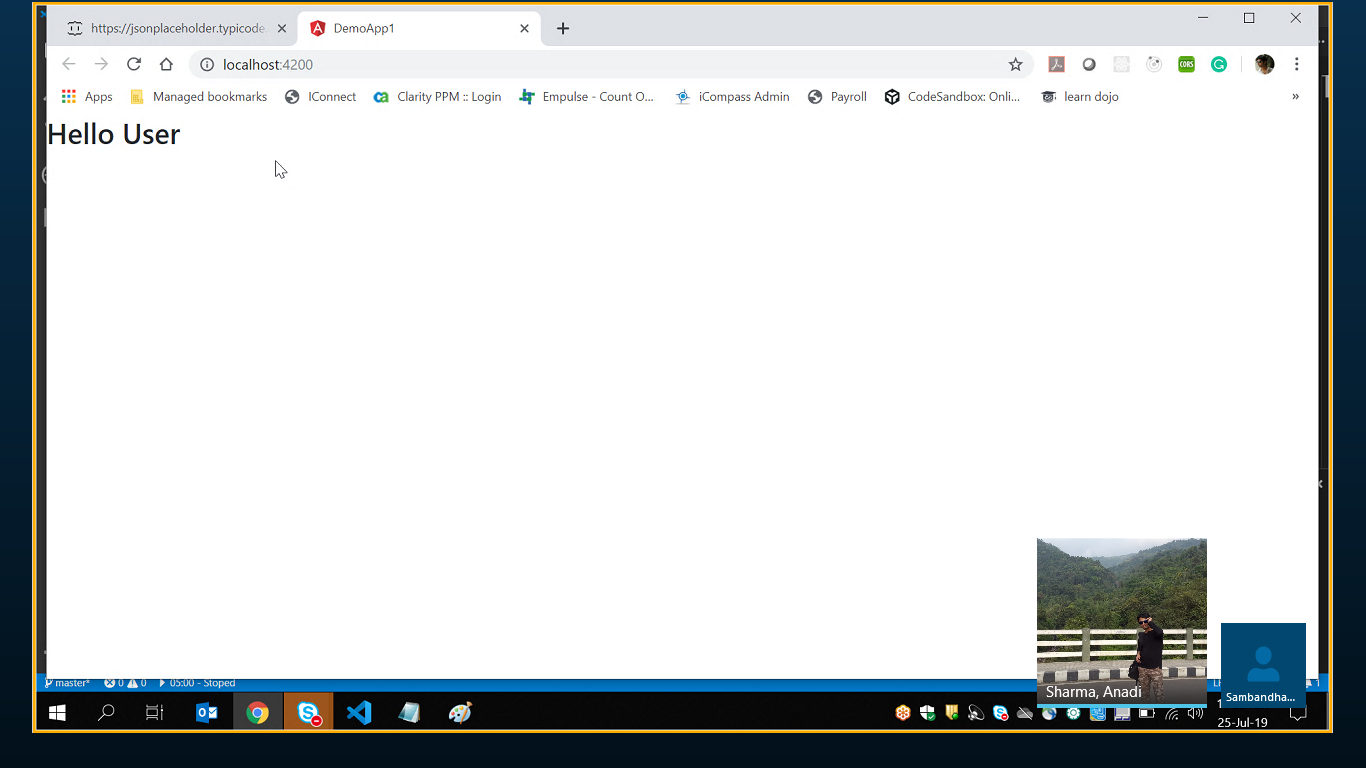 https://jsonplaceholder.typicode.
DemoApp1
localhost:4200
Apps
Managed bookmarks
IConnect
Clarity PPM :: Login
Empulse - Count O...
iCompass Admin
Payroll
CodeSandbox: Onli...
learn dojo
»
Hello User
CORS
Sharma, Anadi
Sambandha...
master*
0
0
05:00 - Stoped
25-Jul-19